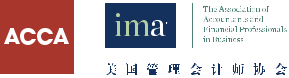 ACCA
ima
The Association of
Accountants and
Financial Professionals
in Business
美国管理会计师协会